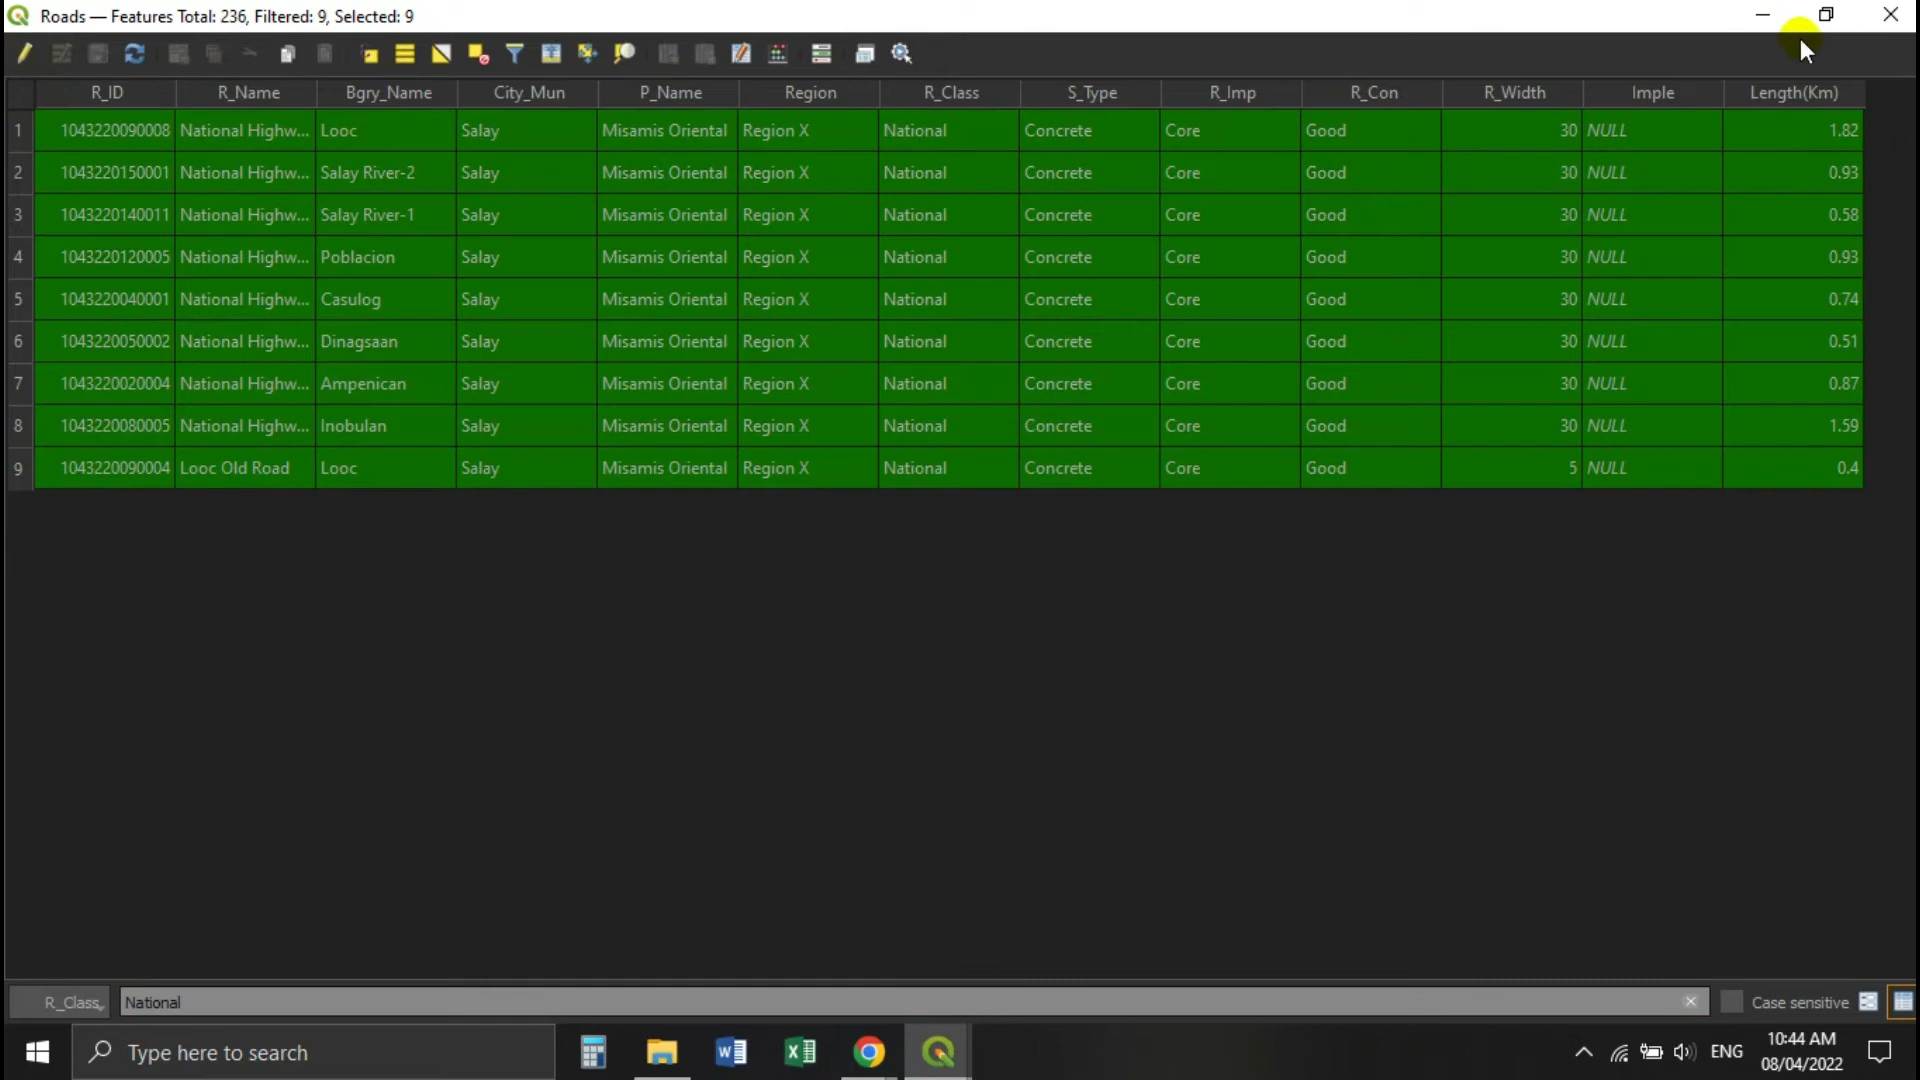 Roads — Features Total: 236, Filtered: 9, Selected: 9
R_ID R_Name Bgry_Name City_Mun P_Name Region R_Class S_Type R_Imp R_Con R_Width Imple Length(Km)
1 1043220090008 National Highw... Looc Salay Misamis Oriental Region X National Concrete Core Good 30 NULL 1.82
2 1043220150001 National Highw... Salay River-2 Salay Misamis Oriental Region X National Concrete Core Good 30 NULL 0.93
3 1043220140011 National Highw... Salay River-1 Salay Misamis Oriental Region X National Concrete Core Good 30 NULL 0.58
4 1043220120005 National Highw... Poblacion Salay Misamis Oriental Region X National Concrete Core Good 30 NULL 0.93
5 1043220040001 National Highw... Casulog Salay Misamis Oriental Region X National Concrete Core Good 30 NULL 0.74
6 1043220050002 National Highw... Dinagsaan Salay Misamis Oriental Region X National Concrete Core Good 30 NULL 0.51
7 1043220020004 National Highw... Ampenican Salay Misamis Oriental Region X National Concrete Core Good 30 NULL 0.87
8 1043220080005 National Highw... Inobulan Salay Misamis Oriental Region X National Concrete Core Good 30 NULL 1.59
9 1043220090004 Looc Old Road Looc Salay Misamis Oriental Region X National Concrete Core Good 5 NULL 0.4
R_Class National Case sensitive
Type here to search
ENG
10:44 AM
08/04/2022